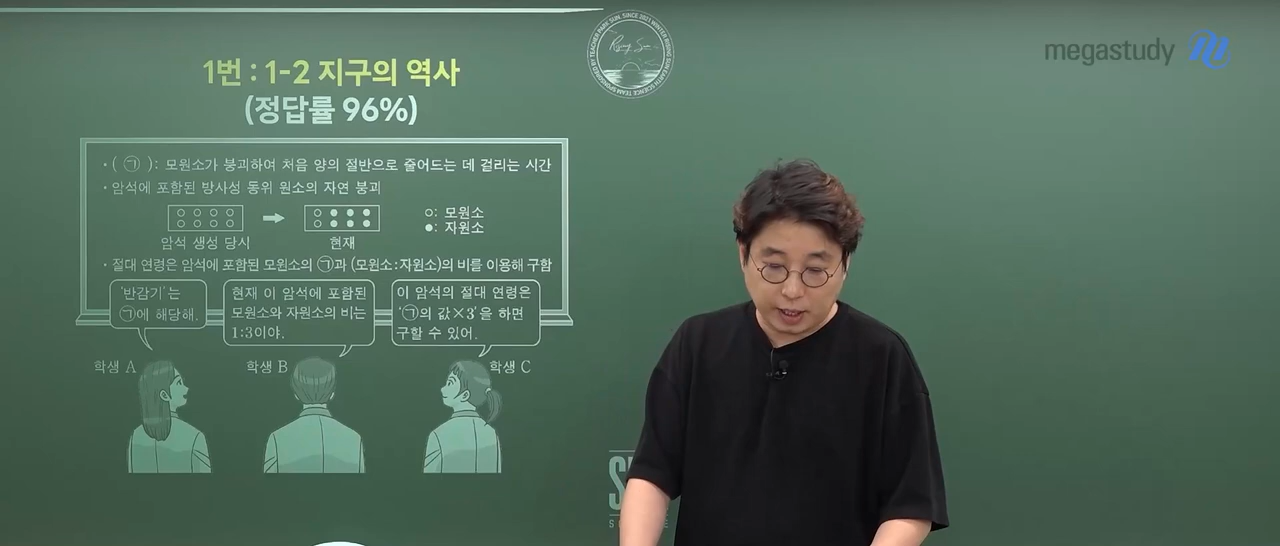 megastudy
Rising Sun
1번 : 1-2 지구의 역사
(정답률 96%)
• ( ㉠ ): 모원소가 붕괴하여 처음 양의 절반으로 줄어드는 데 걸리는 시간
• 암석에 포함된 방사성 동위 원소의 자연 붕괴
○: 모원소
●: 자원소
암석 생성 당시
현재
• 절대 연령은 암석에 포함된 모원소의 ㉠과 (모원소:자원소)의 비를 이용해 구함
'반감기'는
㉠에 해당해.
현재 이 암석에 포함된
모원소와 자원소의 비는
1:3이야.
이 암석의 절대 연령은
'㉠의 값×3'을 하면
구할 수 있어.
학생 A
학생 B
학생 C